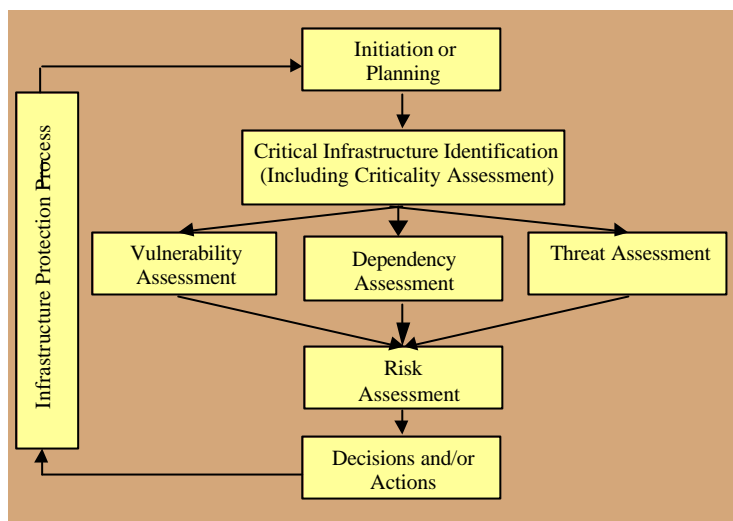 Initiation or
Planning
Critical Infrastructure Identification
(Including Criticality Assessment)
Vulnerability
Assessment
Dependency
Assessment
Threat Assessment
Risk
Assessment
Decisions and/or
Actions
Infrastructure Protection Process